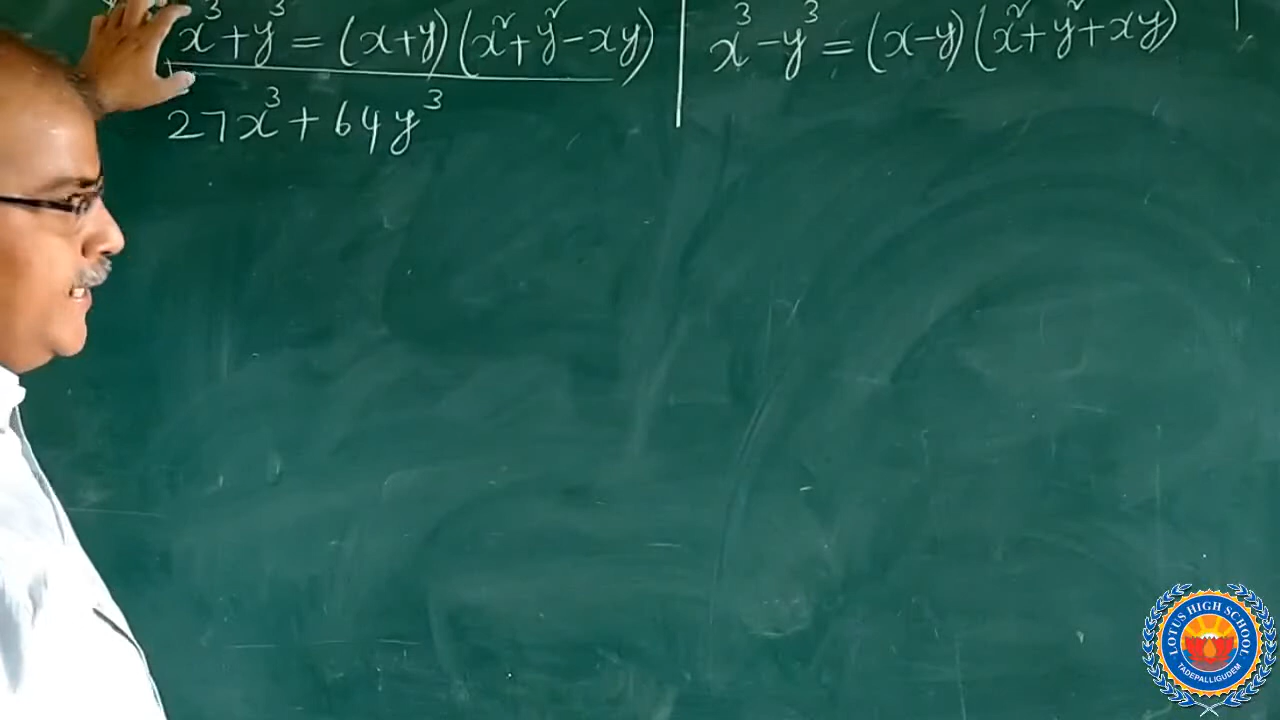 x³+y³ = (x+y)(x²+y²-xy)
x³-y³ = (x-y)(x²+y²+xy)
27x³+64y³
LOTUS HIGH SCHOOL
TADEPALLIGUDEM